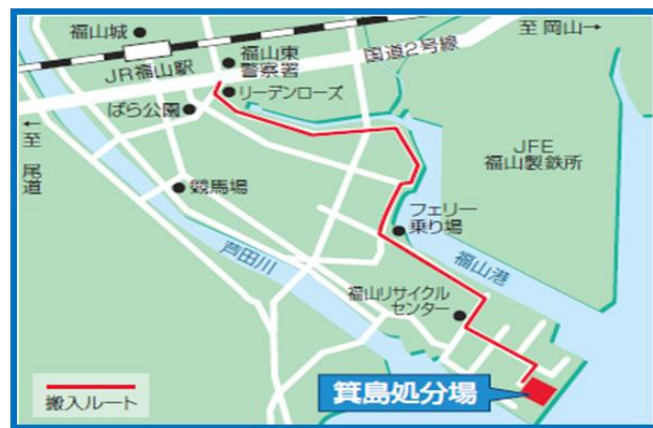 福山城
至 岡山→
福山東
警察署
国道2号線
JR福山駅
リーデンローズ
ばら公園
←至 尾道
JFE
福山製鉄所
競馬場
フェリー
乗り場
芦田川
福山港
福山リサイクル
センター
箕島処分場
搬入ルート